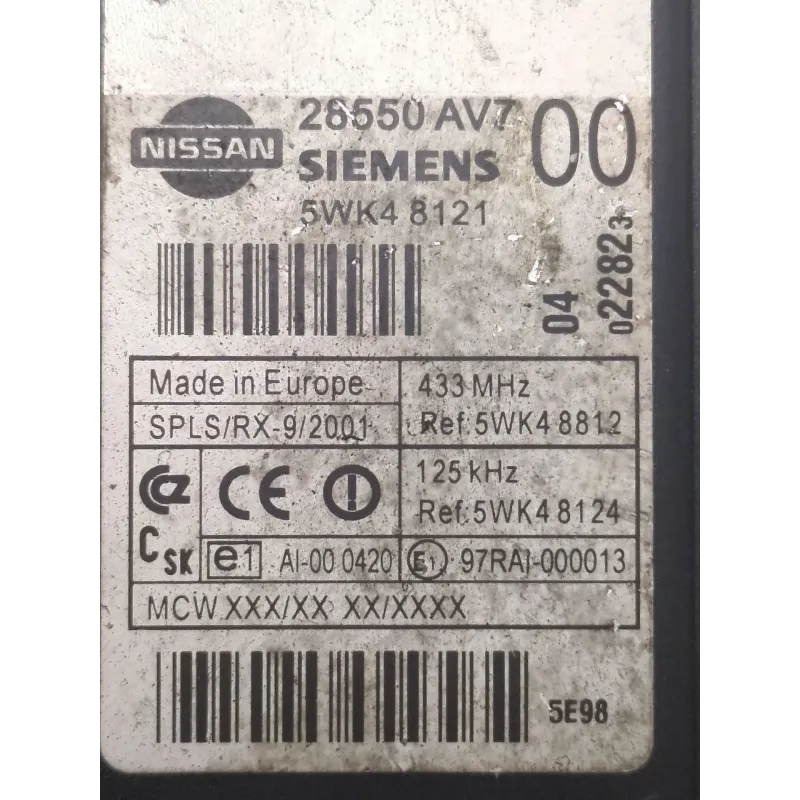 NISSAN
28550 AV7 00
SIEMENS
5WK4 8121
04
022823
Made in Europe
433 MHz
SPLS/RX-9/2001
Ref:5WK4 8812
CE
125 kHz
Ref:5WK4 8124
CSK
e1
AI-00 0420
E1
97RAI-000013
MCW XXX/XX XX/XXXX
5E98